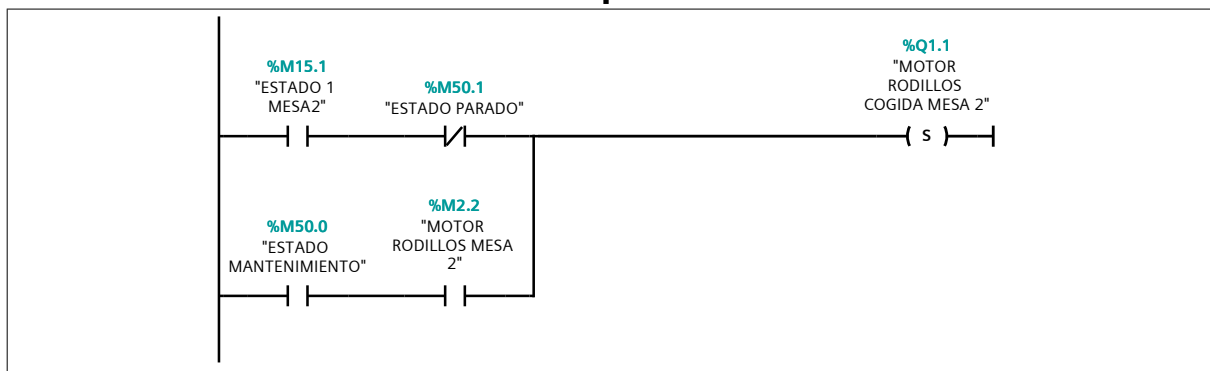 %Q1.1
"MOTOR
RODILLOS
COGIDA MESA 2"
%M15.1
"ESTADO 1
MESA2"
%M50.1
"ESTADO PARADO"
S
%M50.0
"ESTADO
MANTENIMIENTO"
%M2.2
"MOTOR
RODILLOS MESA
2"